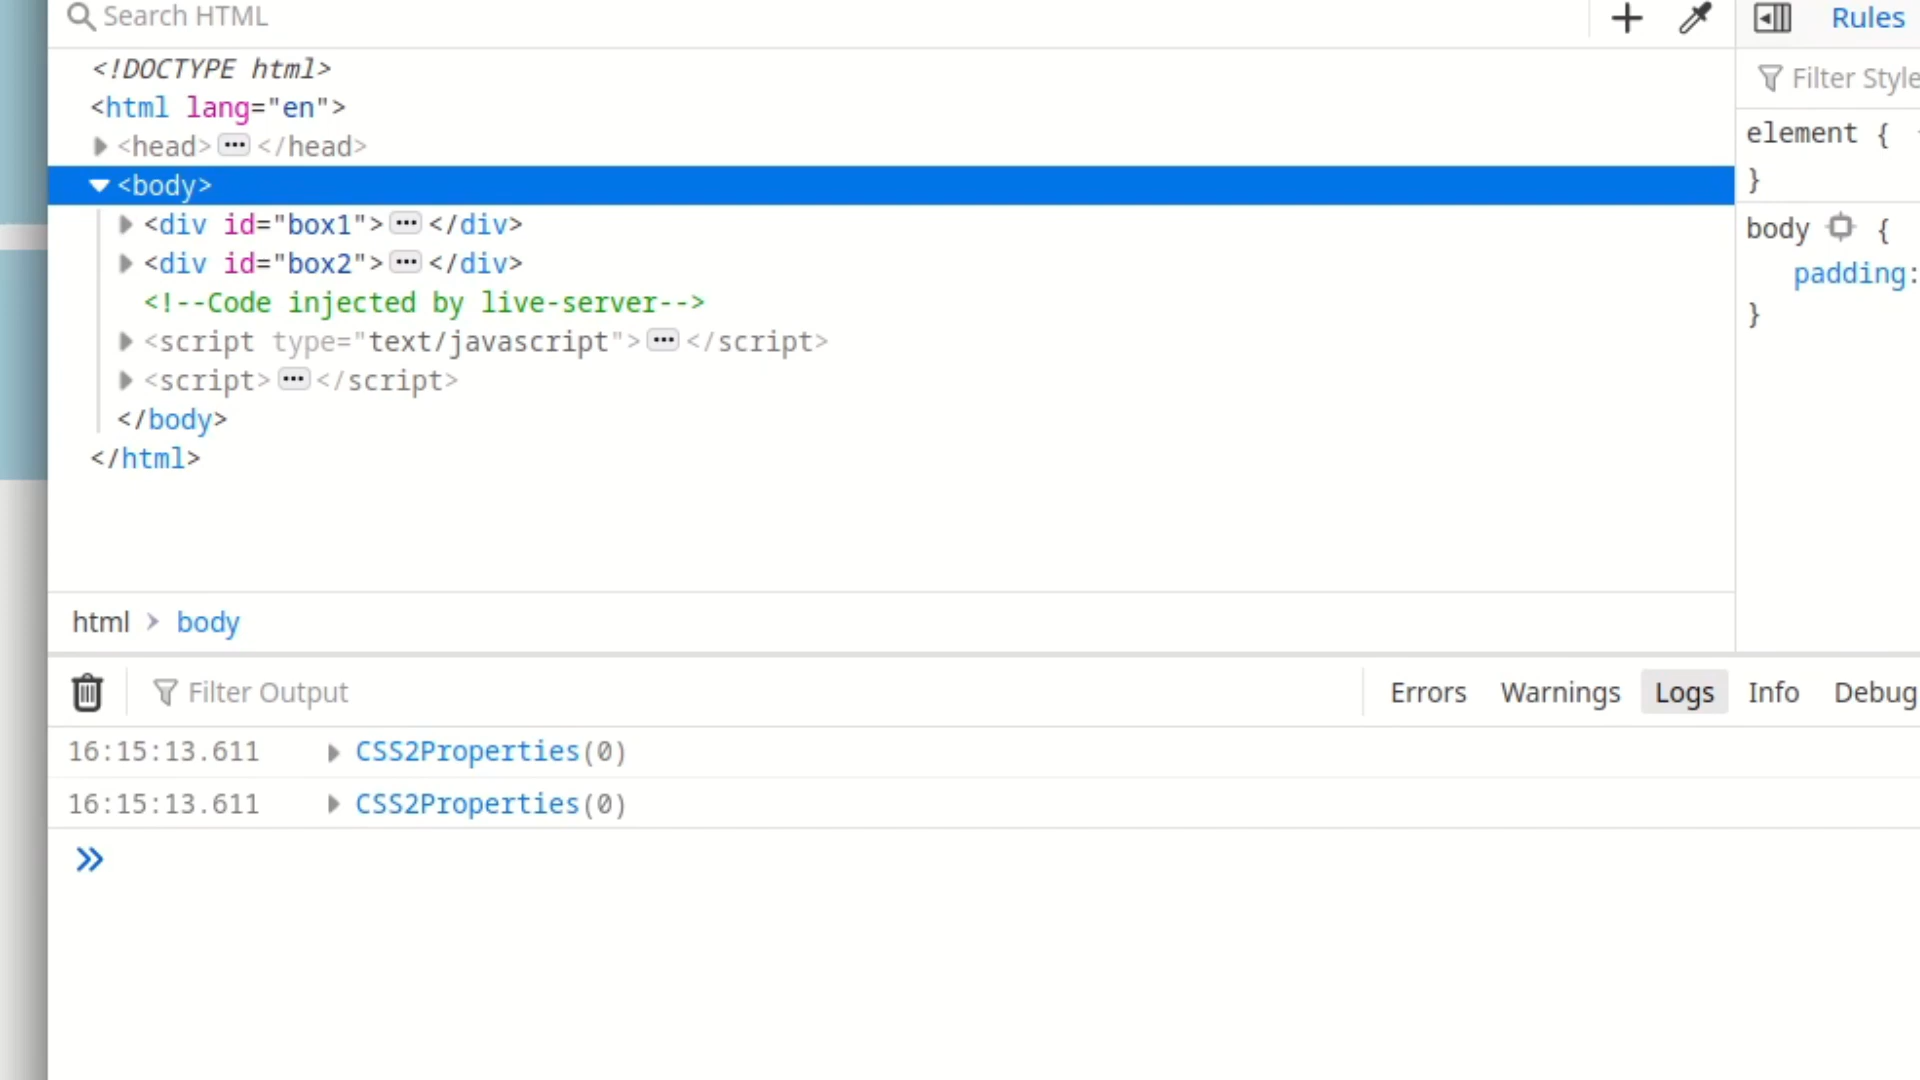 Search HTML
Rules
<!DOCTYPE html>
Filter Style
<html lang="en">
<head> ••• </head>
element {
<body>
}
<div id="box1"> ••• </div>
body {
<div id="box2"> ••• </div>
padding:
<!--Code injected by live-server-->
}
<script type="text/javascript"> ••• </script>
<script> ••• </script>
</body>
</html>
html > body
Filter Output Errors Warnings Logs Info Debug
16:15:13.611 CSS2Properties(0)
16:15:13.611 CSS2Properties(0)